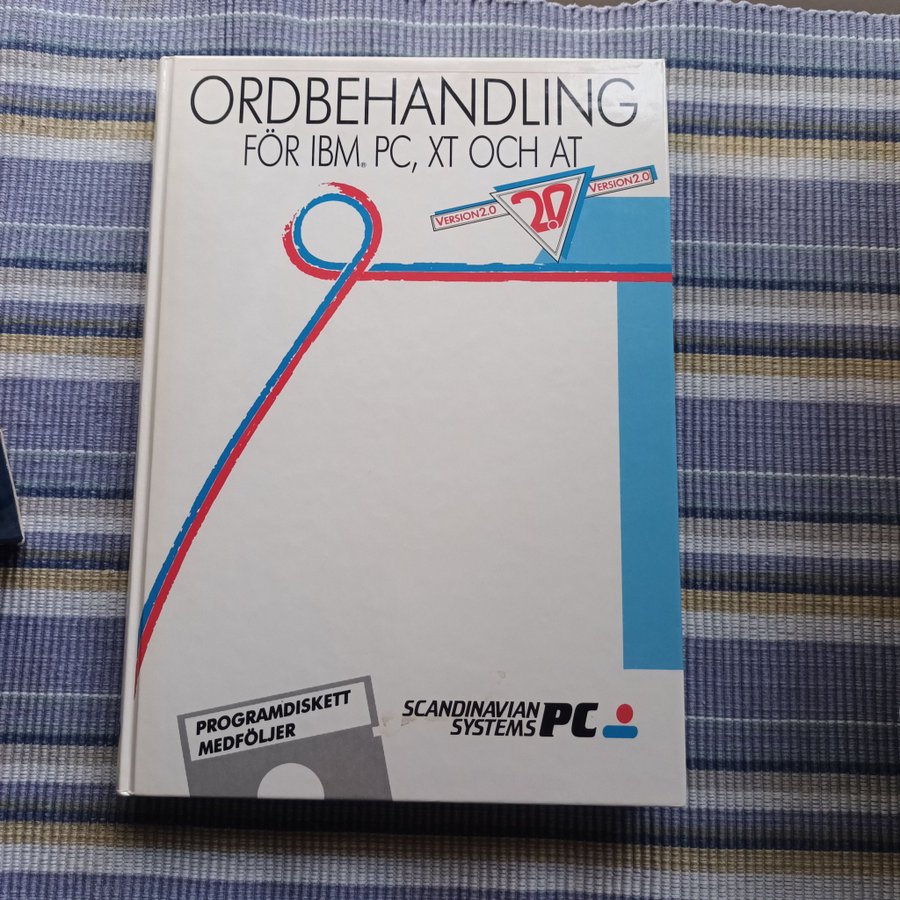 ORDBEHANDLING
FÖR IBM® PC, XT OCH AT
VERSION 2.0
2.0
VERSION 2.0
PROGRAMDISKETT
MEDFÖLJER
SCANDINAVIAN
SYSTEMS PC